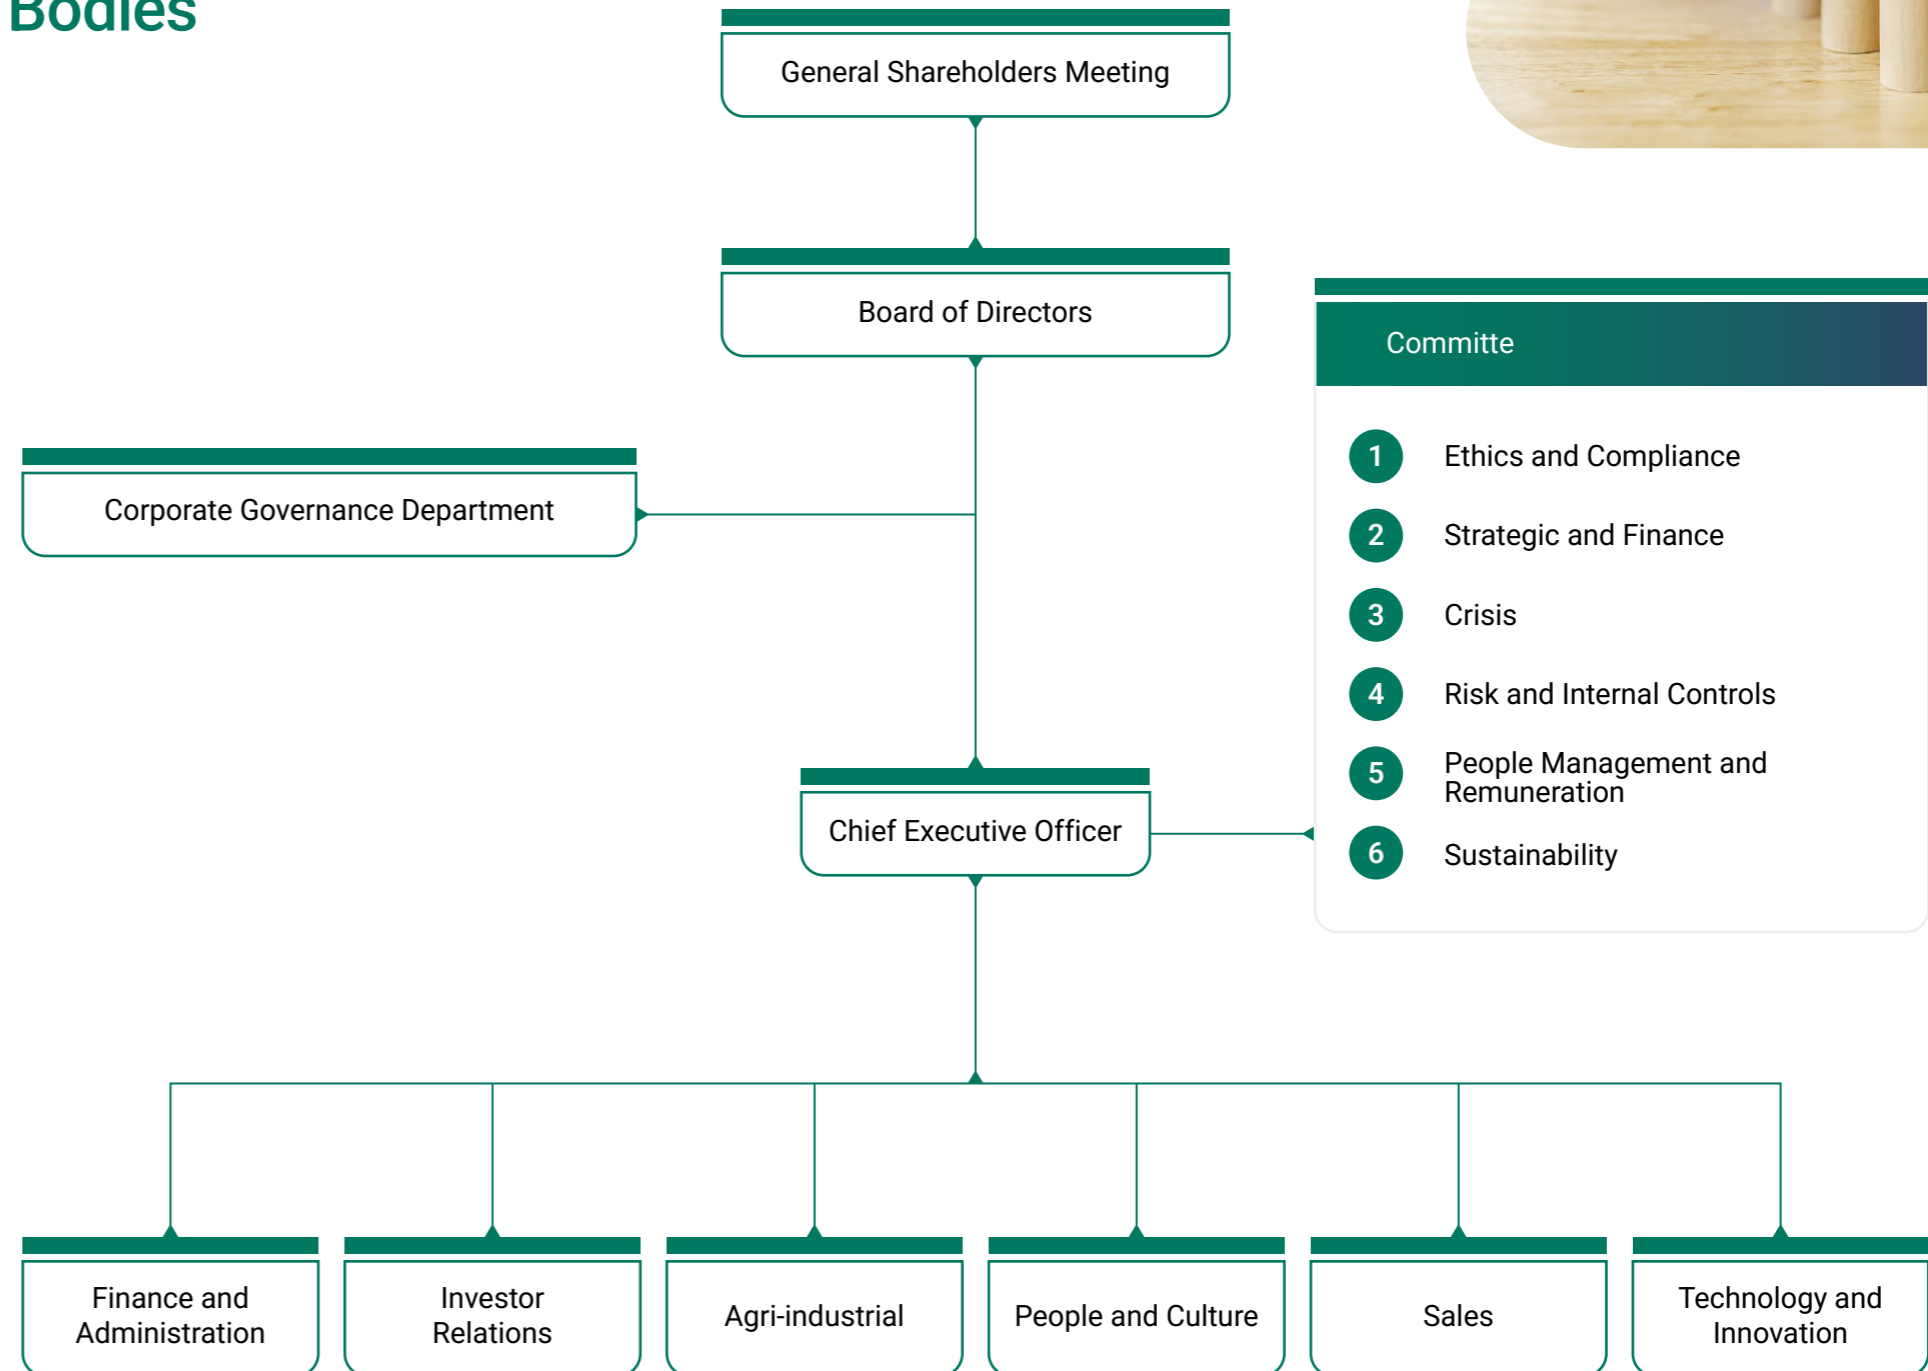 Bodies
General Shareholders Meeting
Board of Directors
Committe
1 Ethics and Compliance
2 Strategic and Finance
3 Crisis
4 Risk and Internal Controls
5 People Management and
Remuneration
6 Sustainability
Corporate Governance Department
Chief Executive Officer
Finance and
Administration
Investor
Relations
Agri-industrial
People and Culture
Sales
Technology and
Innovation